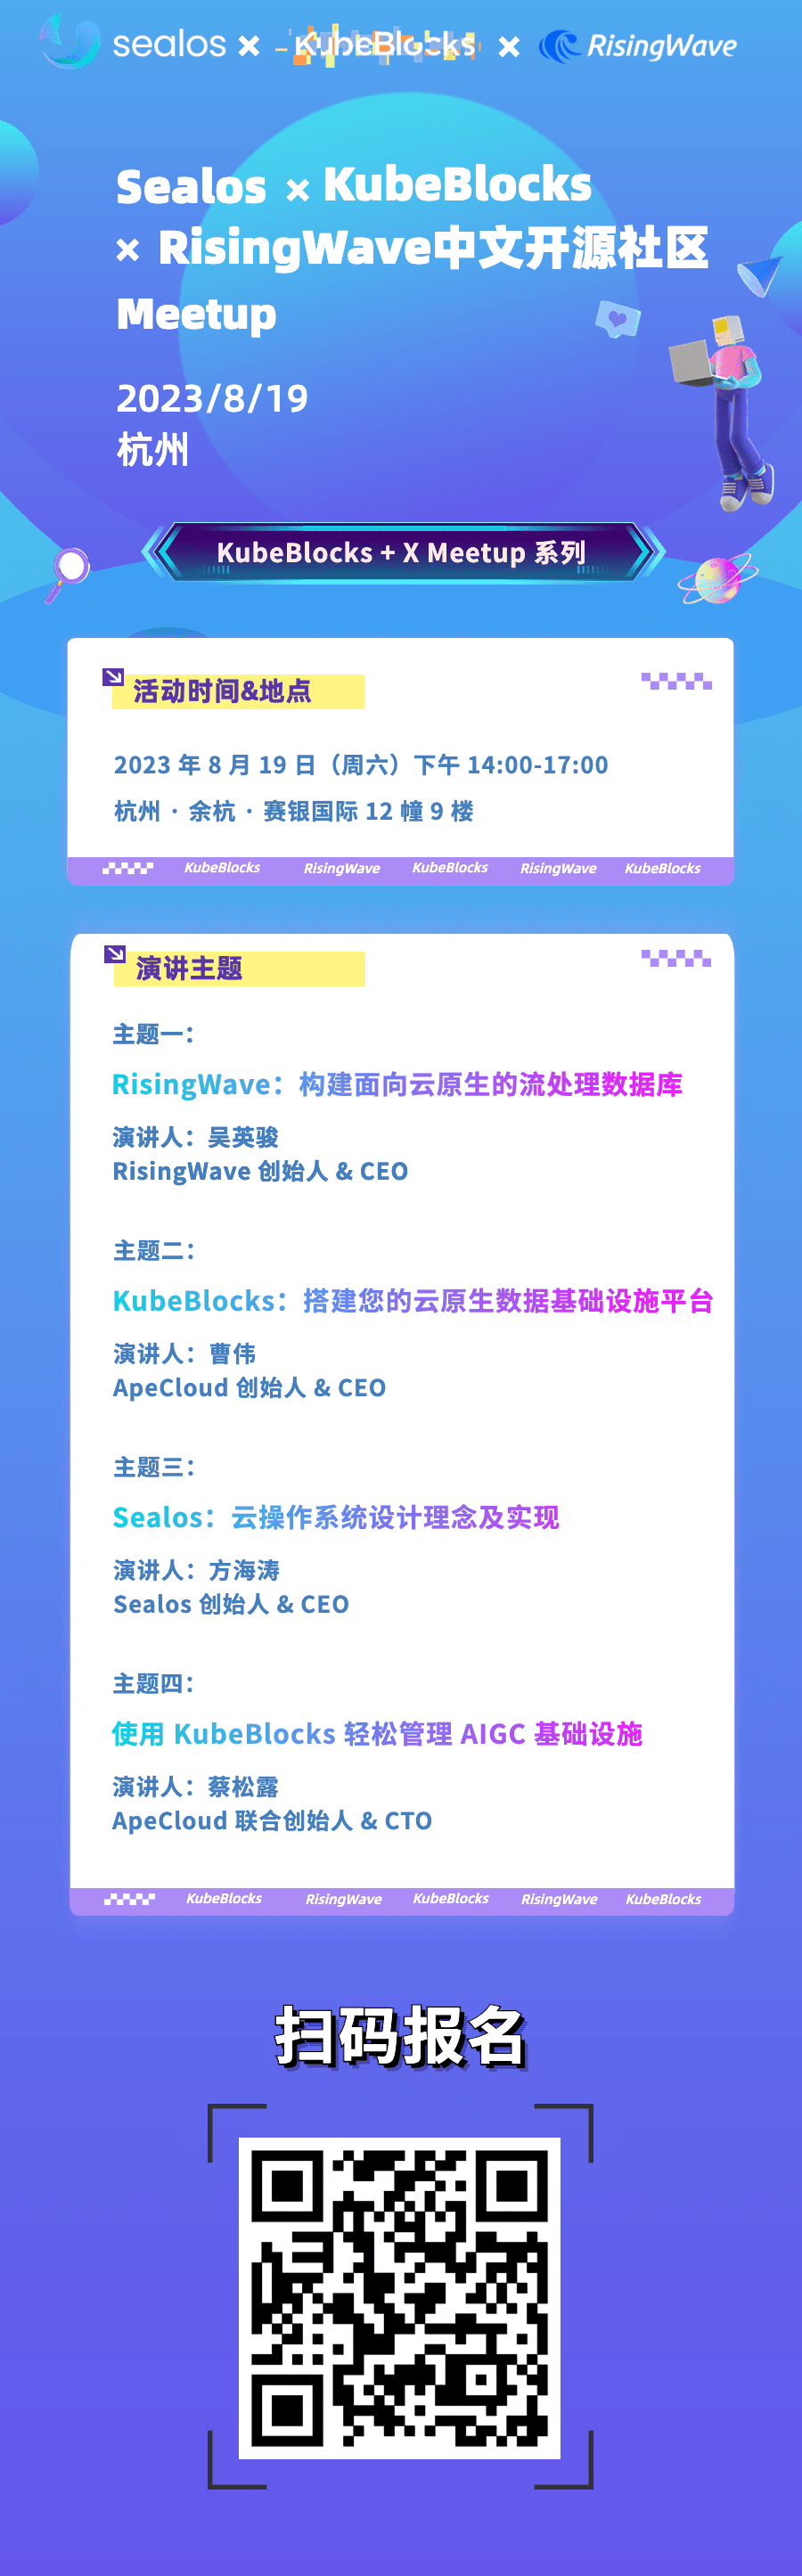 sealos × KubeBlocks × RisingWave
Sealos × KubeBlocks
× RisingWave中文开源社区
Meetup
2023/8/19
杭州
KubeBlocks + X Meetup 系列
活动时间&地点
2023 年 8 月 19 日（周六）下午 14:00-17:00
杭州 · 余杭 · 赛银国际 12 幢 9 楼
KubeBlocks RisingWave KubeBlocks RisingWave KubeBlocks
演讲主题
主题一：
RisingWave：构建面向云原生的流处理数据库
演讲人：吴英骏
RisingWave 创始人 & CEO
主题二：
KubeBlocks：搭建您的云原生数据基础设施平台
演讲人：曹伟
ApeCloud 创始人 & CEO
主题三：
Sealos：云操作系统设计理念及实现
演讲人：方海涛
Sealos 创始人 & CEO
主题四：
使用 KubeBlocks 轻松管理 AIGC 基础设施
演讲人：蔡松露
ApeCloud 联合创始人 & CTO
KubeBlocks RisingWave KubeBlocks RisingWave KubeBlocks
扫码报名